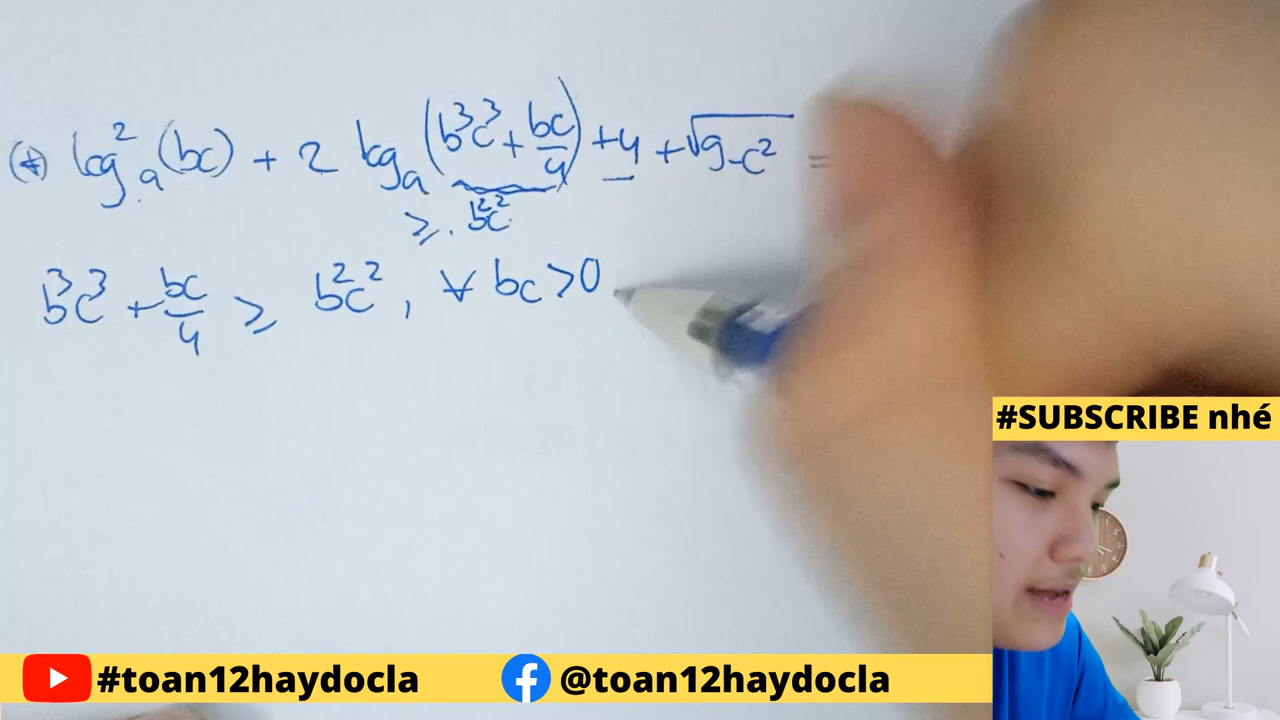 (*) log²ₐ(bc) + 2 logₐ(b³c³ + bc/4) + 4 + √9-c² =
≥ b²c²
b³c³ + bc/4 ≥ b²c², ∀ bc > 0
#SUBSCRIBE nhé
#toan12haydocla
@toan12haydocla